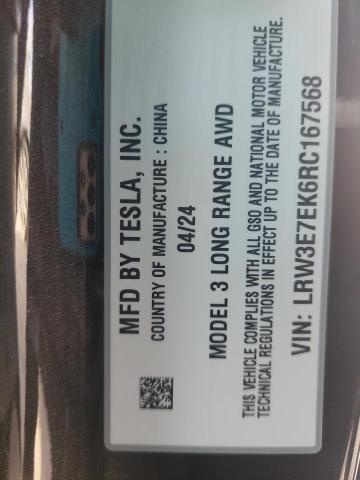 MFD BY TESLA, INC.
COUNTRY OF MANUFACTURE : CHINA
04/24
MODEL 3 LONG RANGE AWD
THIS VEHICLE COMPLIES WITH ALL GSO AND NATIONAL MOTOR VEHICLE
TECHNICAL REGULATIONS IN EFFECT UP TO THE DATE OF MANUFACTURE.
VIN: LRW3E7EK6RC167568